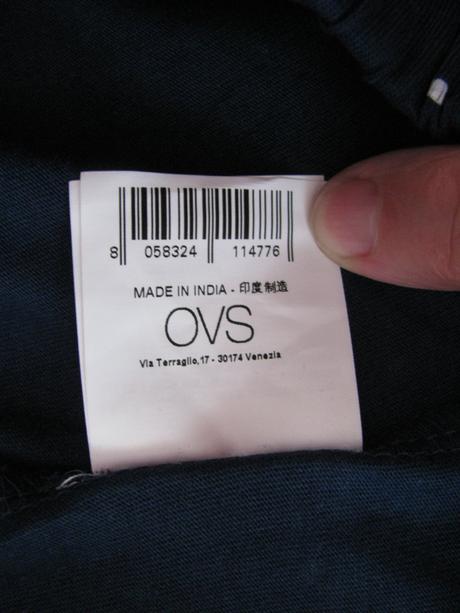 8 058324 114776
MADE IN INDIA - 印度制造
OVS
Via Terraglio,17 - 30174 Venezia